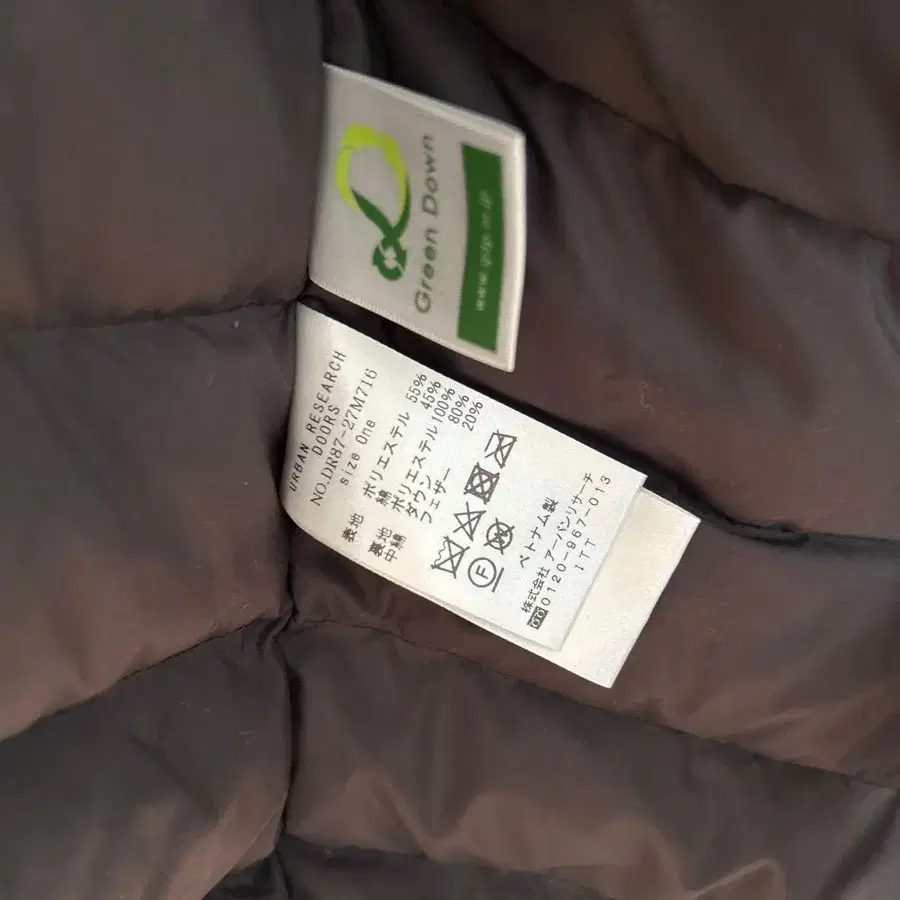 Green Down
www.gdp.or.jp
URBAN RESEARCH
DOORS
NO.DR87-27M716
size One
表地 ポリエステル 55%
綿 45%
裏地 ポリエステル 100%
中綿 ダウン 80%
フェザー 20%
F
ベトナム製
株式会社 アーバンリサーチ
0120-967-013
ITT